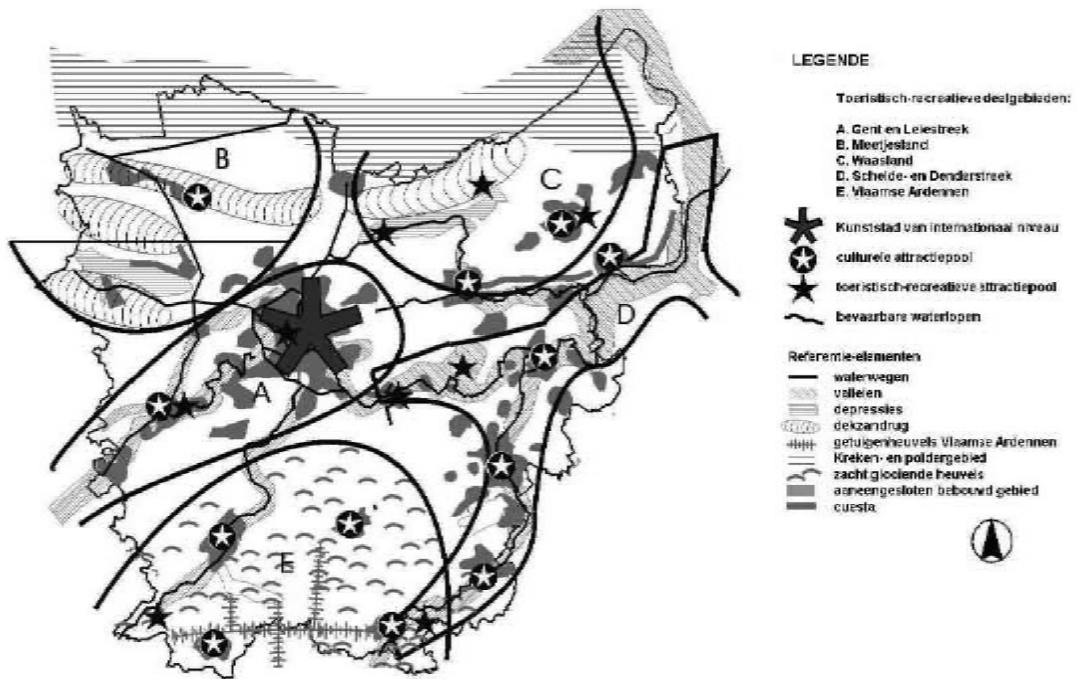 B
C
D
A
E
LEGENDE
Toeristisch-recreatieve deelgebieden:
A. Gent en Leiestreek
B. Meetjesland
C. Waasland
D. Schelde- en Denderstreek
E. Vlaamse Ardennen
Kunststad van internationaal niveau
culturele attractiepool
toeristisch-recreatieve attractiepool
bevaarbare waterlopen
Referentie-elementen
waterwegen
valleien
depressies
dekzandrug
getuigenheuvels Vlaamse Ardennen
Kreken- en poldergebied
zacht glooiende heuvels
aaneengesloten bebouwd gebied
cuesta